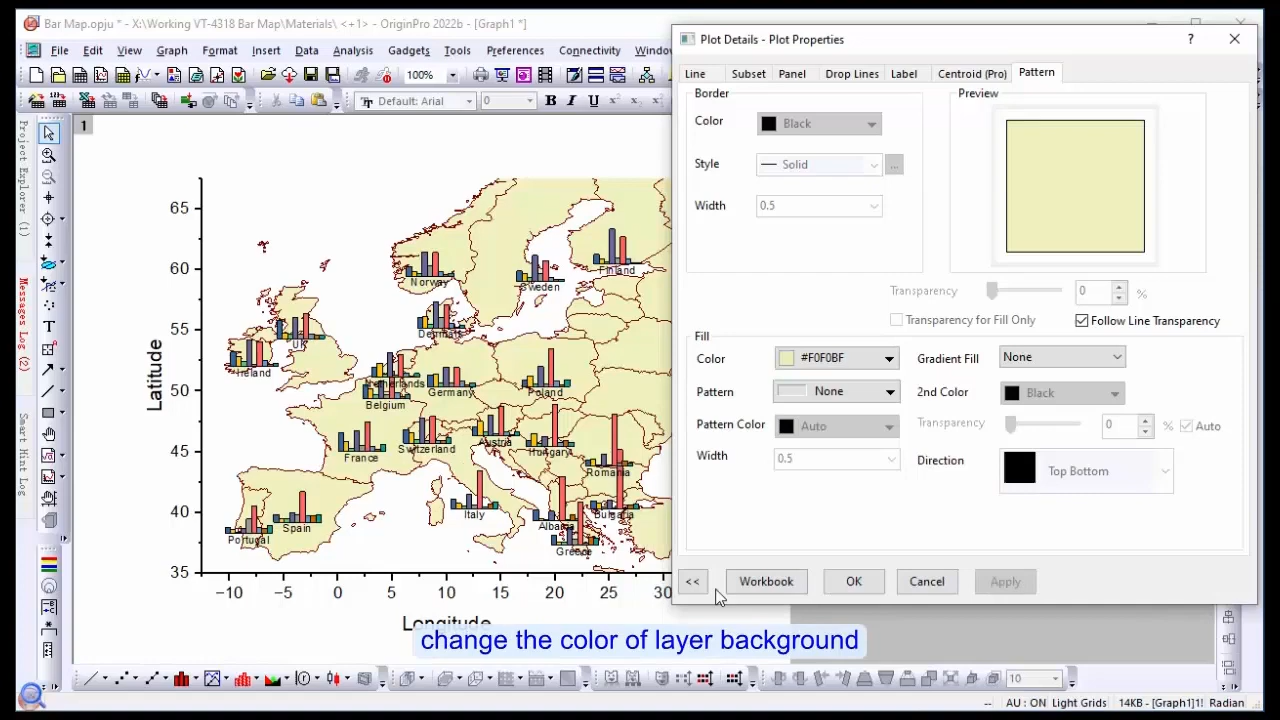 Bar Map.opju * - X:\Working VT-4318 Bar Map\Materials\ <+1> - OriginPro 2022b - [Graph1 *]
File Edit View Graph Format Insert Data Analysis Gadgets Tools Preferences Connectivity Window
100%
Default: Arial 0 B I U
Project Explorer (1)
Messages Log (2)
Smart Hint Log
1
Latitude
65
60
55
50
45
40
35
−10 −5 0 5 10 15 20 25 30
Longitude
Finland
Norway
Sweden
Denmark
UK
Ireland
Netherlands
Germany
Poland
Belgium
Austria
Switzerland
Hungary
France
Romania
Italy
Bulgaria
Albania
Spain
Portugal
Greece
Plot Details - Plot Properties
?
Line Subset Panel Drop Lines Label Centroid (Pro) Pattern
Border
Color Black
Style Solid ...
Width 0.5
Preview
Transparency 0 %
Transparency for Fill Only
Follow Line Transparency
Fill
Color #F0F0BF Gradient Fill None
Pattern None 2nd Color Black
Pattern Color Auto Transparency 0 % Auto
Width 0.5 Direction Top Bottom
<< Workbook OK Cancel Apply
change the color of layer background
10
-- AU : ON Light Grids 14KB - [Graph1]1! Radian